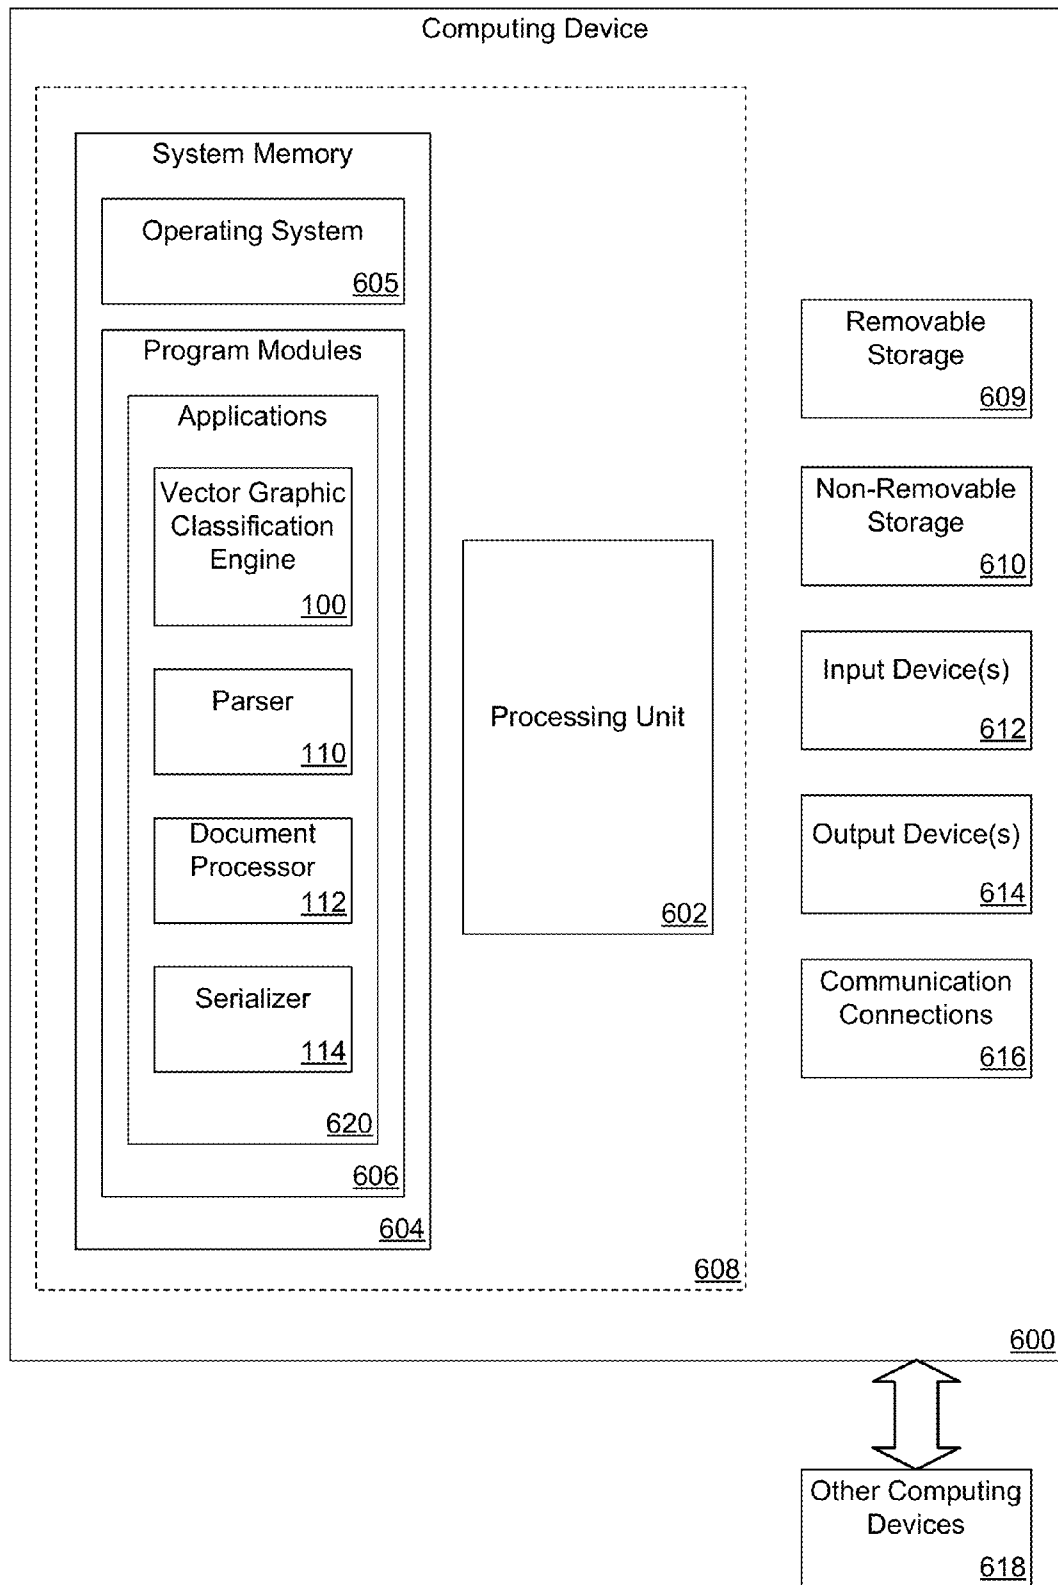 Computing Device
System Memory
Operating System
605
Program Modules
Applications
Vector Graphic
Classification
Engine
100
Parser
110
Document
Processor
112
Serializer
114
620
606
604
Processing Unit
602
608
Removable
Storage
609
Non-Removable
Storage
610
Input Device(s)
612
Output Device(s)
614
Communication
Connections
616
600
Other Computing
Devices
618